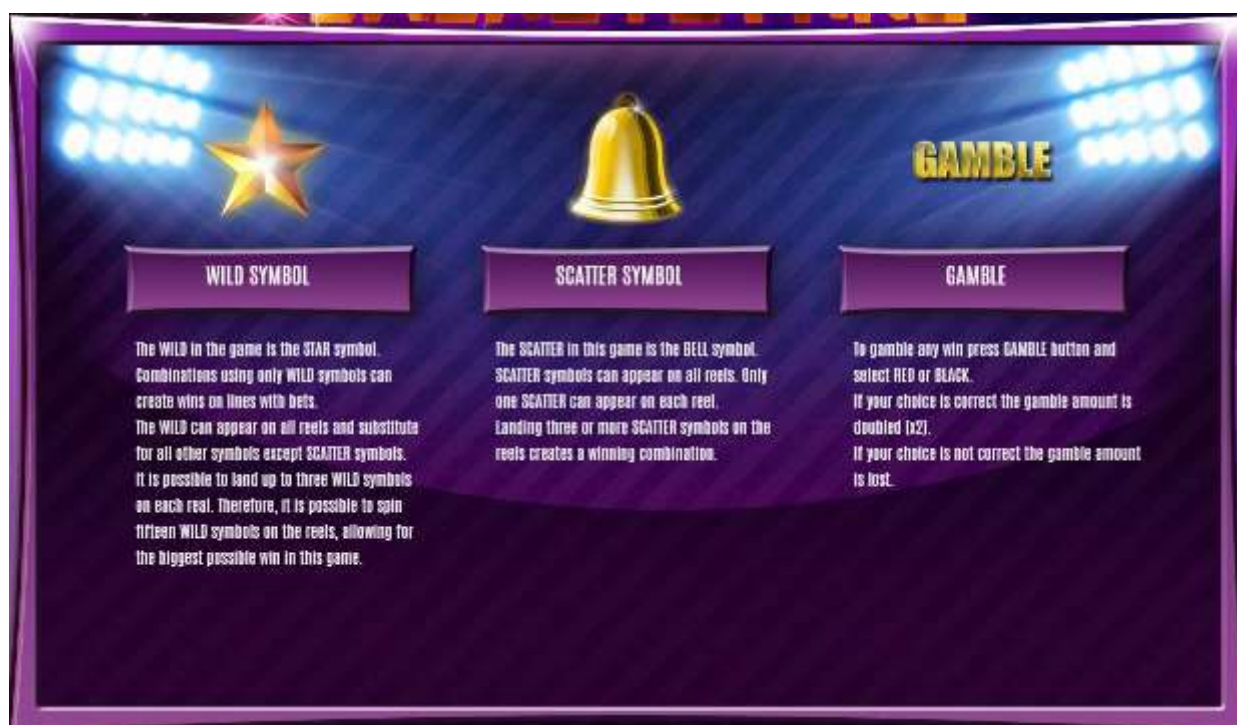 GAMBLE
WILD SYMBOL
The WILD in the game is the STAR symbol.
Combinations using only WILD symbols can
create wins on lines with bets.
The WILD can appear on all reels and substitute
for all other symbols except SCATTER symbols.
It is possible to land up to three WILD symbols
on each real. Therefore, it is possible to spin
fifteen WILD symbols on the reels, allowing for
the biggest possible win in this game.
SCATTER SYMBOL
The SCATTER in this game is the BELL symbol.
SCATTER symbols can appear on all reels. Only
one SCATTER can appear on each reel.
Landing three or more SCATTER symbols on the
reels creates a winning combination.
GAMBLE
To gamble any win press GAMBLE button and
select RED or BLACK.
If your choice is correct the gamble amount is
doubled (x2).
If your choice is not correct the gamble amount
is lost.